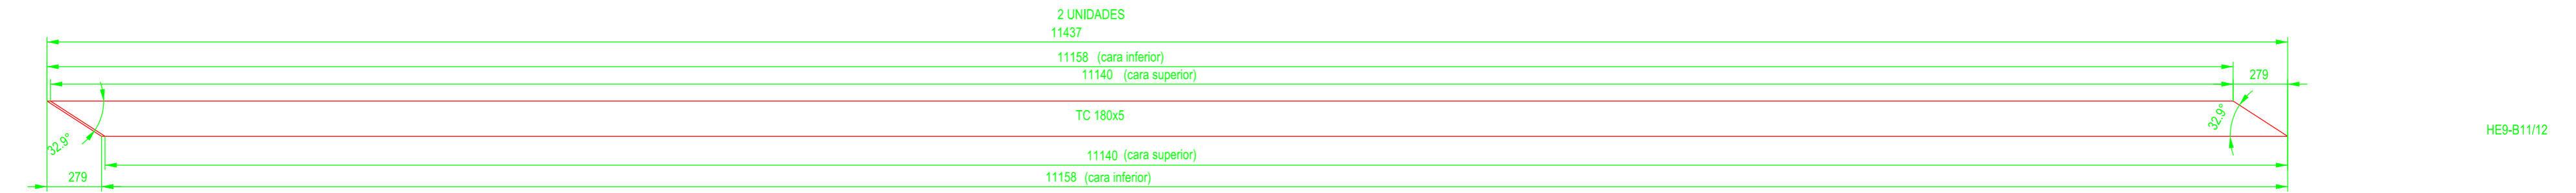 2 UNIDADES
11437
11158 (cara inferior)
11140 (cara superior)
279
TC 180x5
32.9°
32.9°
HE9-B11/12
11140 (cara superior)
279
11158 (cara inferior)